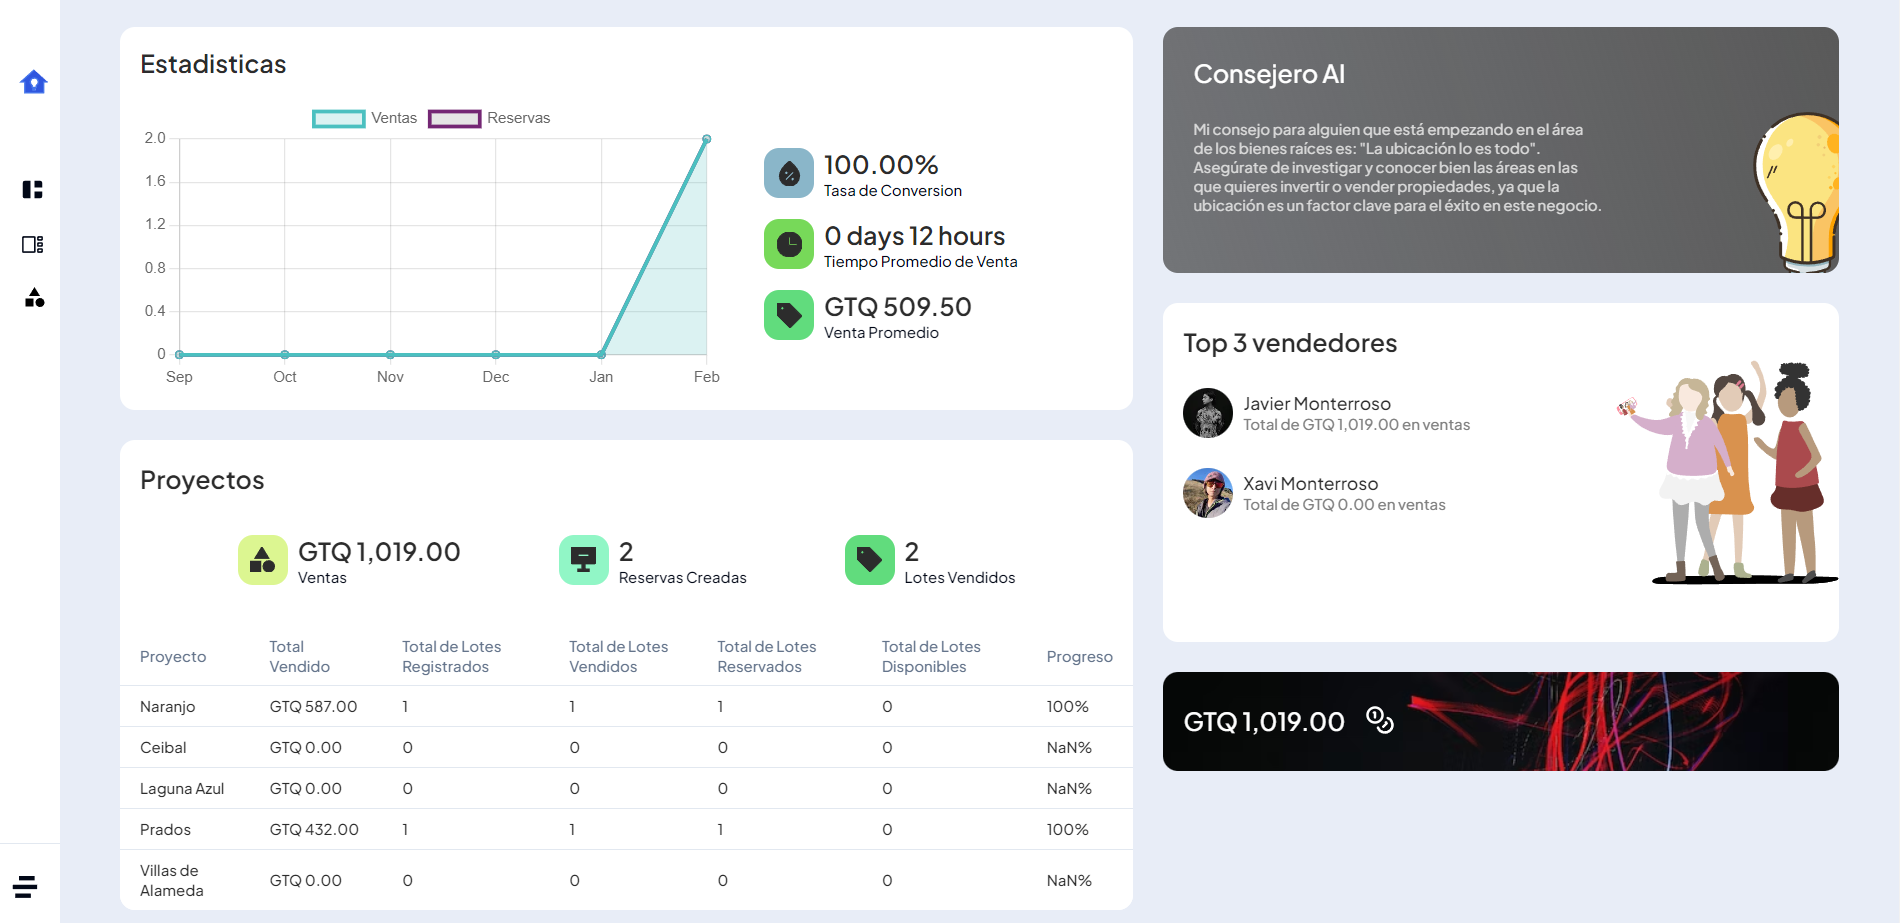 Estadisticas
Ventas
Reservas
2.0
1.6
1.2
0.8
0.4
0
Sep
Oct
Nov
Dec
Jan
Feb
100.00%
Tasa de Conversion
0 days 12 hours
Tiempo Promedio de Venta
GTQ 509.50
Venta Promedio
Consejero AI
Mi consejo para alguien que está empezando en el área
de los bienes raíces es: "La ubicación lo es todo".
Asegúrate de investigar y conocer bien las áreas en las
que quieres invertir o vender propiedades, ya que la
ubicación es un factor clave para el éxito en este negocio.
Top 3 vendedores
Javier Monterroso
Total de GTQ 1,019.00 en ventas
Xavi Monterroso
Total de GTQ 0.00 en ventas
GTQ 1,019.00
Proyectos
GTQ 1,019.00
Ventas
2
Reservas Creadas
2
Lotes Vendidos
Proyecto
Total
Vendido
Total de Lotes
Registrados
Total de Lotes
Vendidos
Total de Lotes
Reservados
Total de Lotes
Disponibles
Progreso
Naranjo GTQ 587.00 1 1 1 0 100%
Ceibal GTQ 0.00 0 0 0 0 NaN%
Laguna Azul GTQ 0.00 0 0 0 0 NaN%
Prados GTQ 432.00 1 1 1 0 100%
Villas de
Alameda GTQ 0.00 0 0 0 0 NaN%